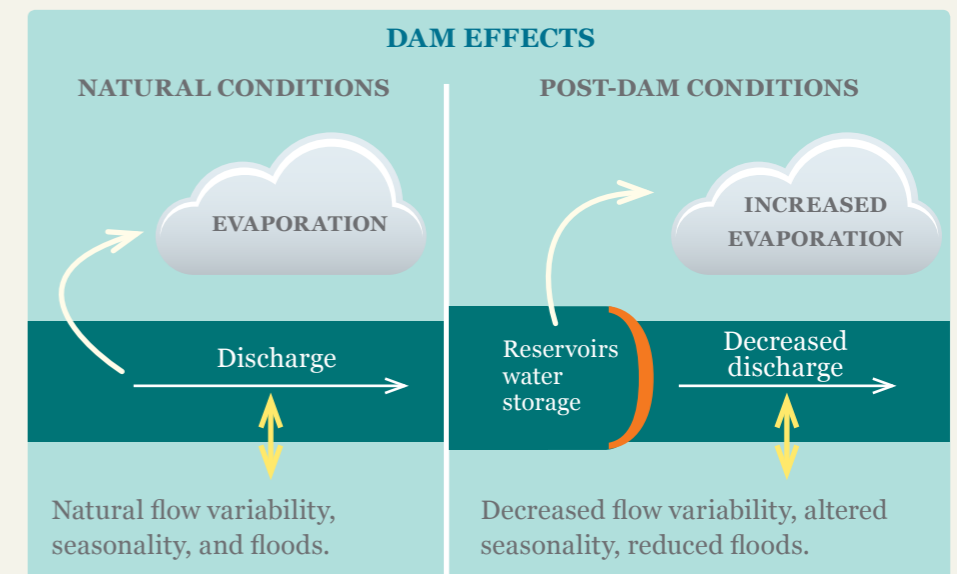 DAM EFFECTS
NATURAL CONDITIONS
EVAPORATION
Discharge
Natural flow variability,
seasonality, and floods.
POST-DAM CONDITIONS
INCREASED
EVAPORATION
Reservoirs
water
storage
Decreased
discharge
Decreased flow variability, altered
seasonality, reduced floods.